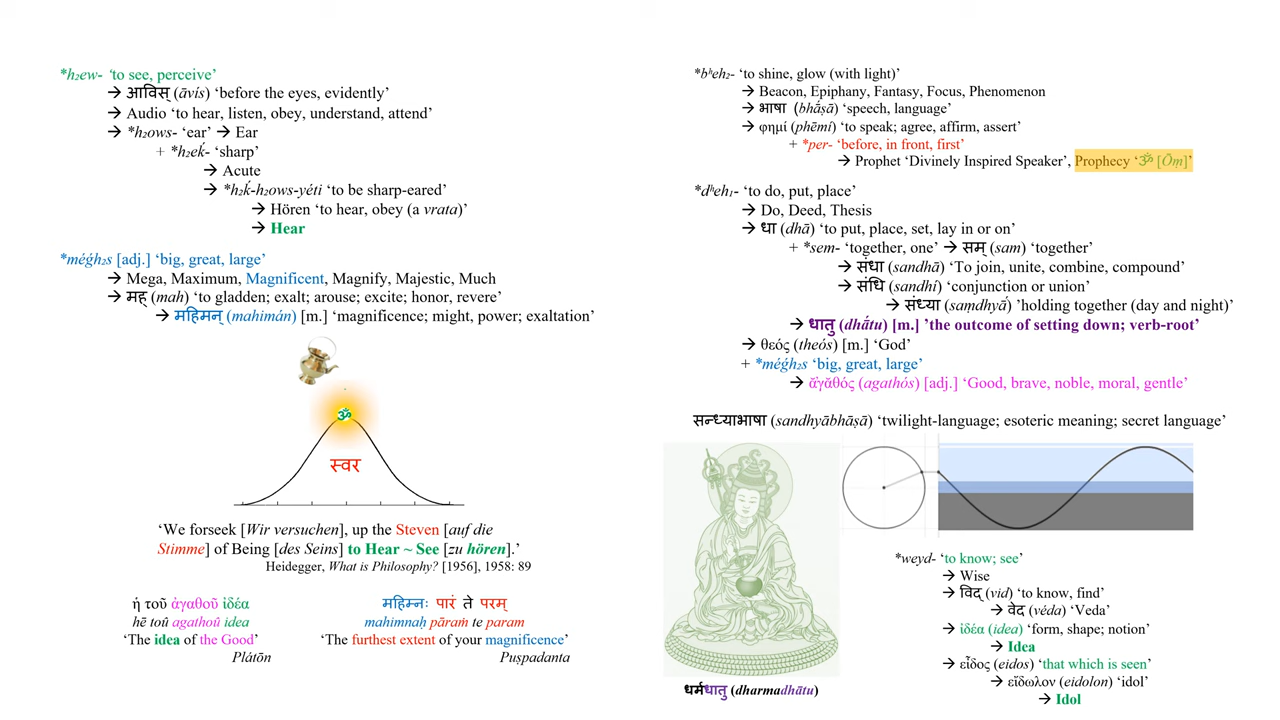 *h₂ew- ‘to see, perceive’
→ आविस् (āvís) ‘before the eyes, evidently’
→ Audio ‘to hear, listen, obey, understand, attend’
→ *h₂ows- ‘ear’ → Ear
+ *h₂eḱ- ‘sharp’
→ Acute
→ *h₂ḱ-h₂ows-yéti ‘to be sharp-eared’
→ Hören ‘to hear, obey (a vrata)’
→ Hear
*méǵh₂s [adj.] ‘big, great, large’
→ Mega, Maximum, Magnificent, Magnify, Majestic, Much
→ मह् (mah) ‘to gladden; exalt; arouse; excite; honor, revere’
→ महिमन् (mahimán) [m.] ‘magnificence; might, power; exaltation’
ॐ
स्वर
‘We forseek [Wir versuchen], up the Steven [auf die
Stimme] of Being [des Seins] to Hear ~ See [zu hören].’
Heidegger, What is Philosophy? [1956], 1958: 89
ἡ τοῦ ἀγαθοῦ ἰδέα
hē toû agathoû idea
‘The idea of the Good’
Plátōn
महिम्नः पारं ते परम्
mahimnaḥ pāraṁ te param
‘The furthest extent of your magnificence’
Puṣpadanta
*bʰeh₂- ‘to shine, glow (with light)’
→ Beacon, Epiphany, Fantasy, Focus, Phenomenon
→ भाषा (bhā́ṣā) ‘speech, language’
→ φημί (phēmí) ‘to speak; agree, affirm, assert’
+ *per- ‘before, in front, first’
→ Prophet ‘Divinely Inspired Speaker’, Prophecy ‘ॐ [Ōṃ]’
*dʰeh₁- ‘to do, put, place’
→ Do, Deed, Thesis
→ धा (dhā) ‘to put, place, set, lay in or on’
+ *sem- ‘together, one’ → सम् (sam) ‘together’
→ संधा (sandhā) ‘To join, unite, combine, compound’
→ संधि (sandhí) ‘conjunction or union’
→ संध्या (saṃdhyā́) ’holding together (day and night)’
→ धातु (dhā́tu) [m.] ’the outcome of setting down; verb-root’
→ θεός (theós) [m.] ‘God’
+ *méǵh₂s ‘big, great, large’
→ ἀ̆γᾰθός (agathós) [adj.] ‘Good, brave, noble, moral, gentle’
सन्ध्याभाषा (sandhyābhāṣā) ‘twilight-language; esoteric meaning; secret language’
धर्मधातु (dharmadhātu)
*weyd- ‘to know; see’
→ Wise
→ विद् (vid) ‘to know, find’
→ वेद (véda) ‘Veda’
→ ἰδέα (idea) ‘form, shape; notion’
→ Idea
→ εἶδος (eidos) ‘that which is seen’
→ εἴδωλον (eidolon) ‘idol’
→ Idol